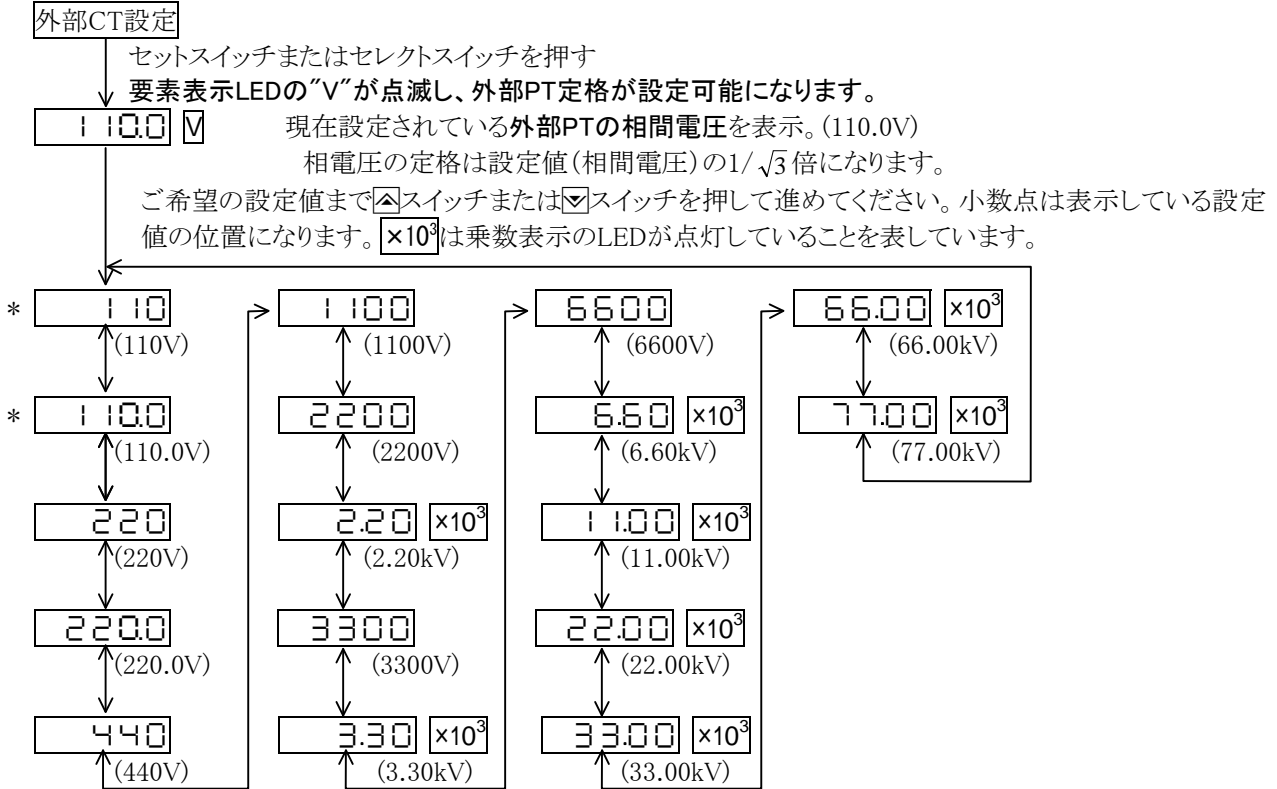 外部CT設定
セットスイッチまたはセレクトスイッチを押す
要素表示LEDの"V"が点滅し、外部PT定格が設定可能になります。
110.0 V 現在設定されている外部PTの相間電圧を表示。(110.0V)
相電圧の定格は設定値(相間電圧)の1/√3倍になります。
ご希望の設定値まで⏶スイッチまたは⏷スイッチを押して進めてください。小数点は表示している設定
値の位置になります。×10³は乗数表示のLEDが点灯していることを表しています。
* 110 1100 6600 66.00 ×10³
(110V) (1100V) (6600V) (66.00kV)
* 110.0 2200 6.60 ×10³ 77.00 ×10³
(110.0V) (2200V) (6.60kV) (77.00kV)
220 2.20 ×10³ 11.00 ×10³
(220V) (2.20kV) (11.00kV)
220.0 3300 22.00 ×10³
(220.0V) (3300V) (22.00kV)
440 3.30 ×10³ 33.00 ×10³
(440V) (3.30kV) (33.00kV)